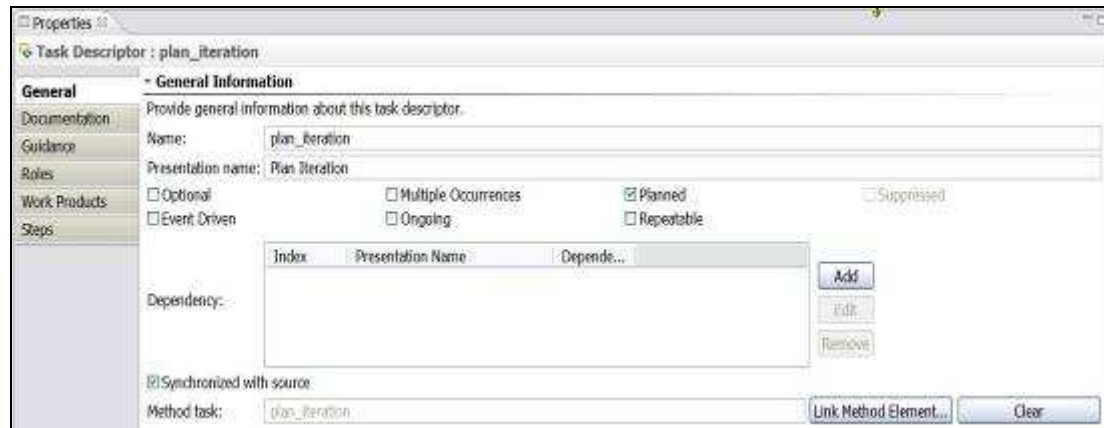 Properties
Task Descriptor : plan_iteration
General
Documentation
Guidance
Roles
Work Products
Steps
General Information
Provide general information about this task descriptor.
Name: plan_iteration
Presentation name: Plan Iteration
Optional Multiple Occurrences Planned Suppressed
Event Driven Ongoing Repeatable
Index Presentation Name Depende...
Dependency:
Add
Edit
Remove
Synchronized with source
Method task: plan_iteration Link Method Element... Clear